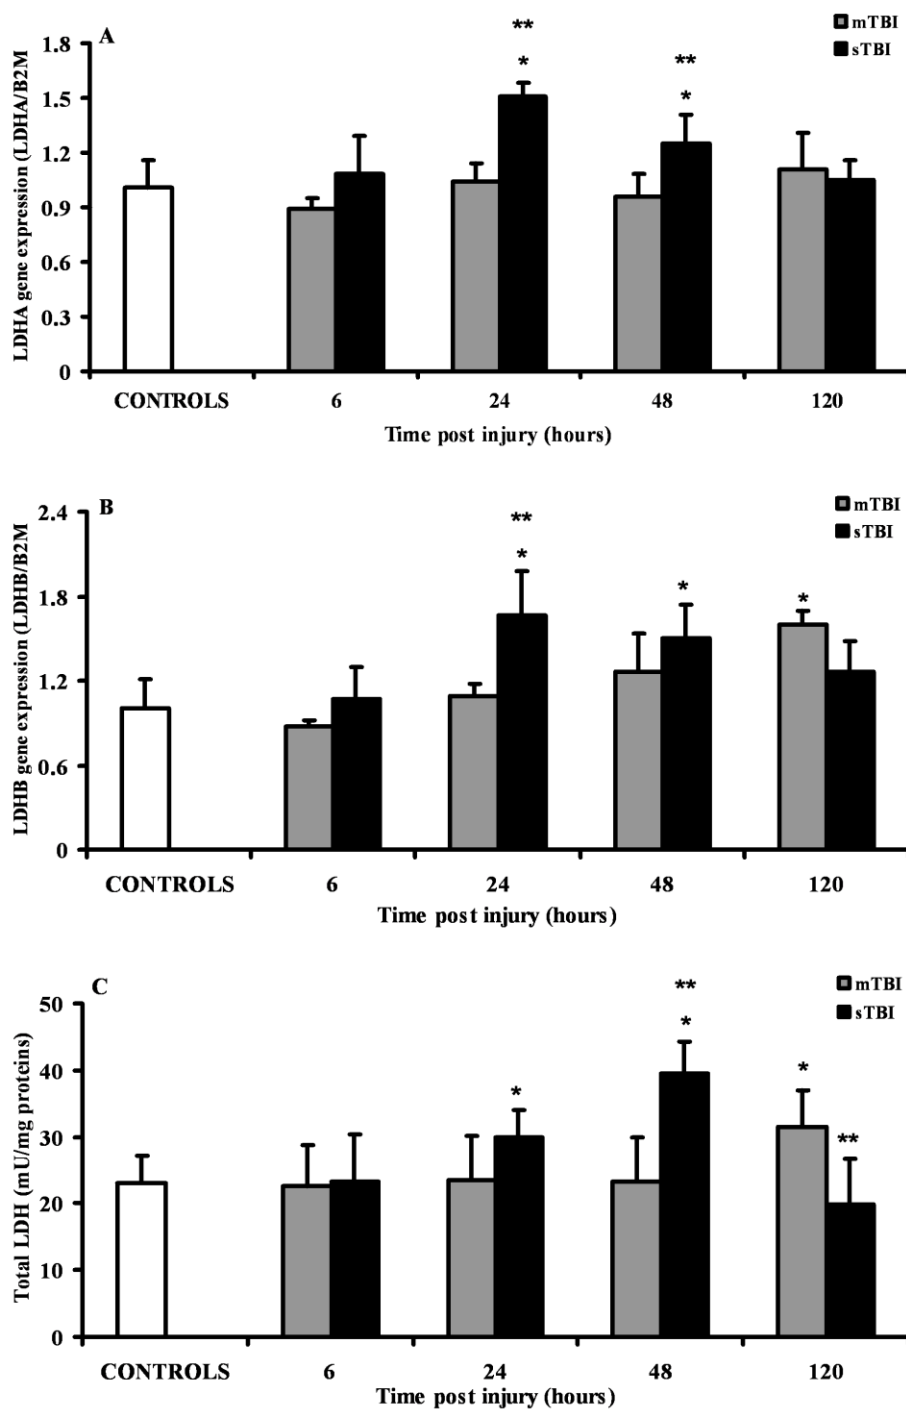 A
mTBI
sTBI
**
*
**
*
LDHA gene expression (LDHA/B2M
1.8
1.5
1.2
0.9
0.6
0.3
0
CONTROLS 6 24 48 120
Time post injury (hours)
B
mTBI
sTBI
**
*
*
*
LDHB gene expression (LDHB/B2M
2.4
1.8
1.2
0.6
0
CONTROLS 6 24 48 120
Time post injury (hours)
C
mTBI
sTBI
**
*
*
*
**
Total LDH (mU/mg proteins)
50
40
30
20
10
0
CONTROLS 6 24 48 120
Time post injury (hours)